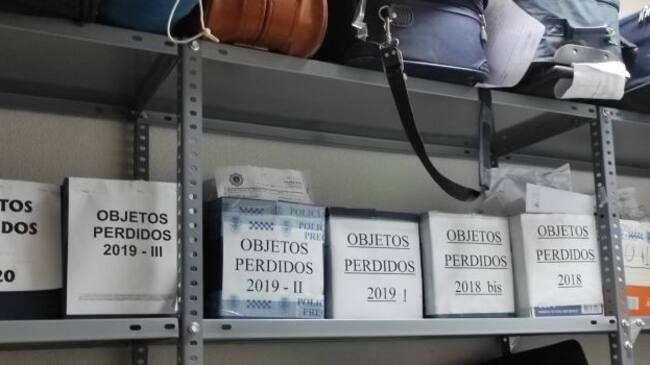 OS
DOS
20
OBJETOS
PERDIDOS
2019 - III
OBJETOS
PERDIDOS
2019 - II
POLICÍ
OBJETOS
PERDIDOS
2019 I
OBJETOS
PERDIDOS
2018 bis
OBJETOS
PERDIDOS
2018